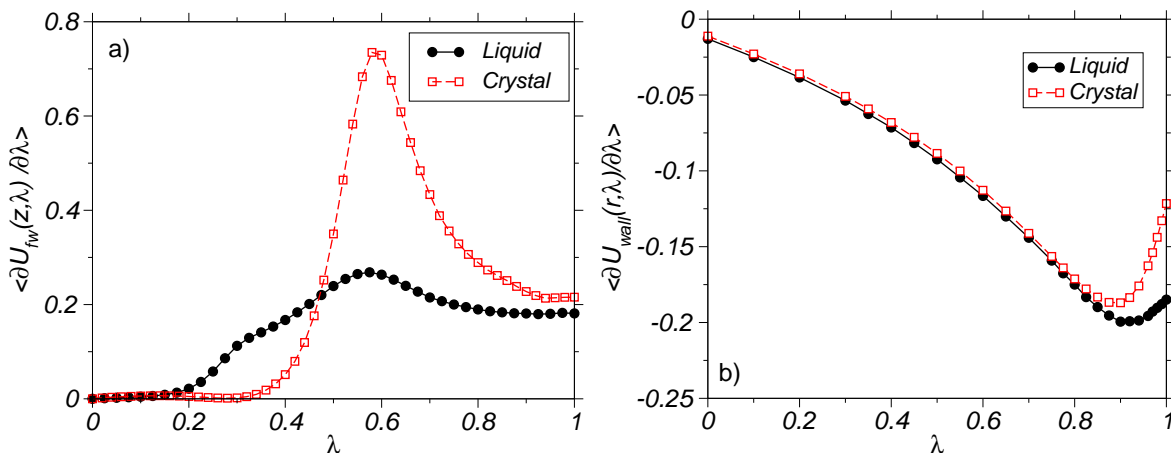 a)
Liquid
Crystal
0.8
0.6
0.4
0.2
0
0 0.2 0.4 0.6 0.8 1
λ
<∂U_fw(z,λ) /∂λ>
b)
Liquid
Crystal
0
-0.05
-0.1
-0.15
-0.2
-0.25
0 0.2 0.4 0.6 0.8 1
λ
<∂U_wall(r,λ)/∂λ>